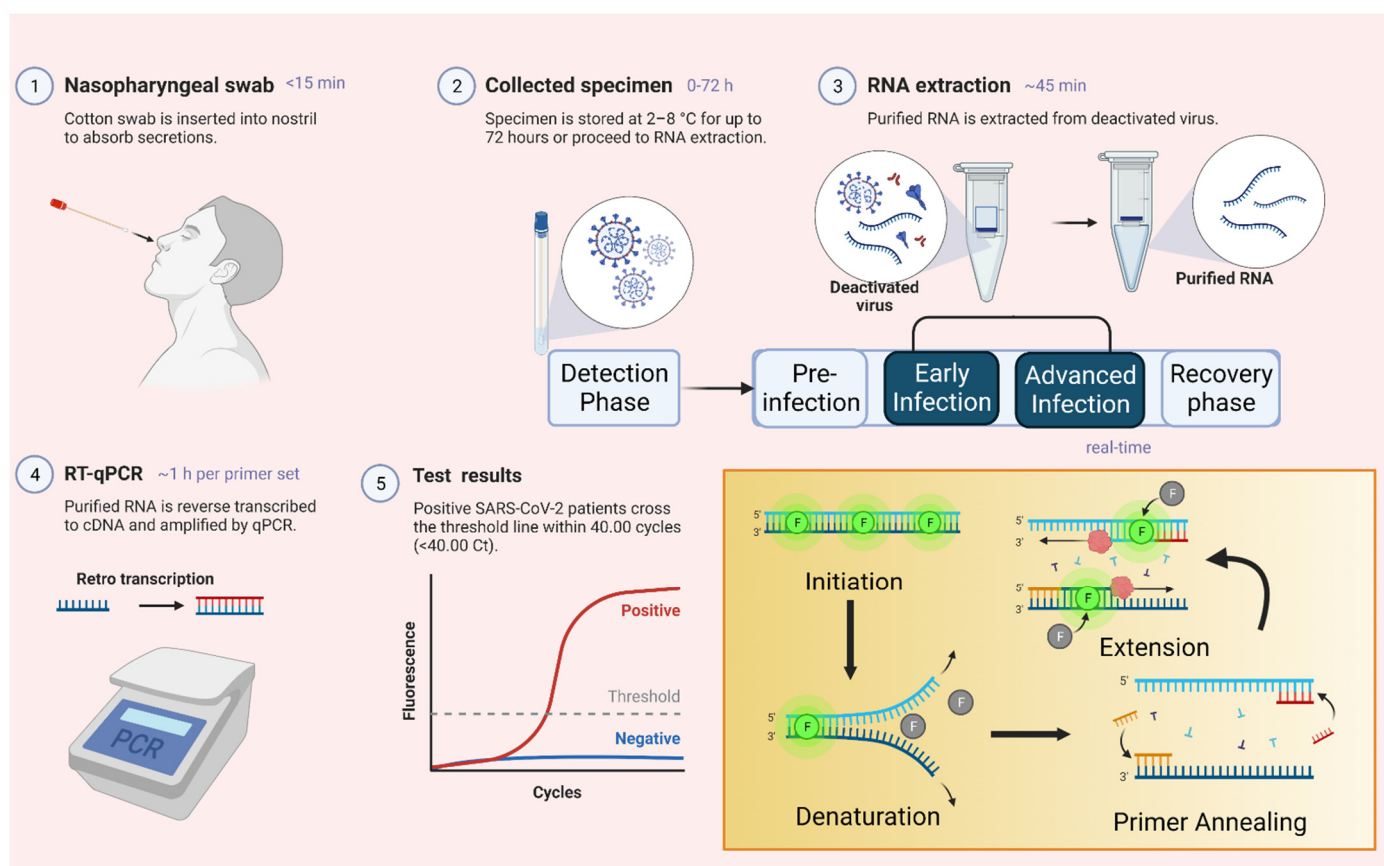 1 Nasopharyngeal swab <15 min
Cotton swab is inserted into nostril
to absorb secretions.
2 Collected specimen 0-72 h
Specimen is stored at 2–8 °C for up to
72 hours or proceed to RNA extraction.
3 RNA extraction ~45 min
Purified RNA is extracted from deactivated virus.
Deactivated
virus
Purified RNA
Detection
Phase
Pre-
infection
Early
Infection
Advanced
Infection
Recovery
phase
real-time
4 RT-qPCR ~1 h per primer set
Purified RNA is reverse transcribed
to cDNA and amplified by qPCR.
Retro transcription
PCR
5 Test results
Positive SARS-CoV-2 patients cross
the threshold line within 40.00 cycles
(<40.00 Ct).
Fluorescence
Positive
Threshold
Negative
Cycles
5'
3'
F F F
Initiation
5'
3'
F F F
Denaturation
F
5'
3'
F
5'
3'
F
F
Extension
5'
3'
Primer Annealing